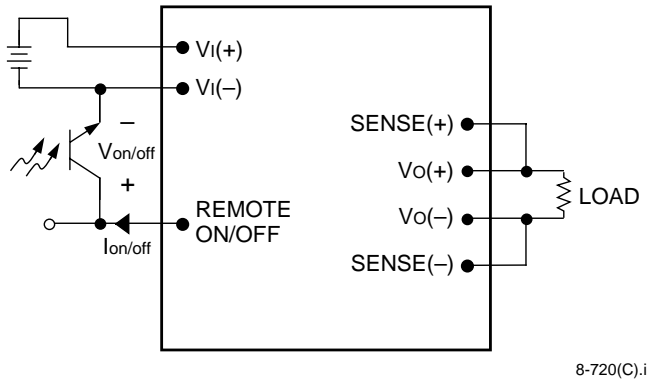 VI(+)
VI(–)
–
Von/off
+
REMOTE
ON/OFF
Ion/off
SENSE(+)
VO(+)
VO(–)
SENSE(–)
LOAD
8-720(C).i